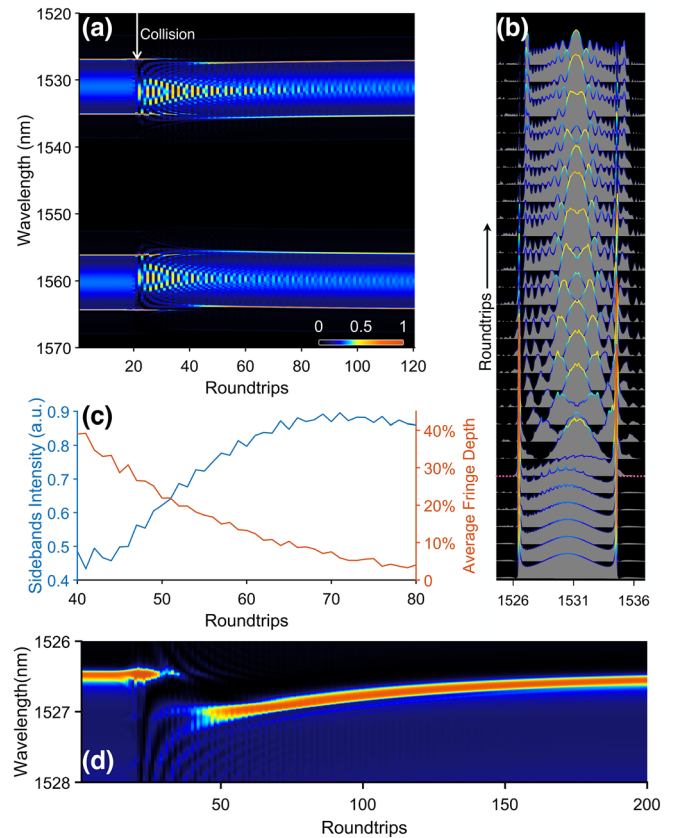 (a)
Collision
1520
1530
1540
1550
1560
1570
Wavelength (nm)
0 0.5 1
20 40 60 80 100 120
Roundtrips
(b)
Roundtrips
1526 1531 1536
(c)
0.9
0.8
0.7
0.6
0.5
0.4
Sidebands Intensity (a.u.)
40%
30%
20%
10%
0
Average Fringe Depth
40 50 60 70 80
Roundtrips
1526
1527
1528
Wavelength(nm)
(d)
50 100 150 200
Roundtrips